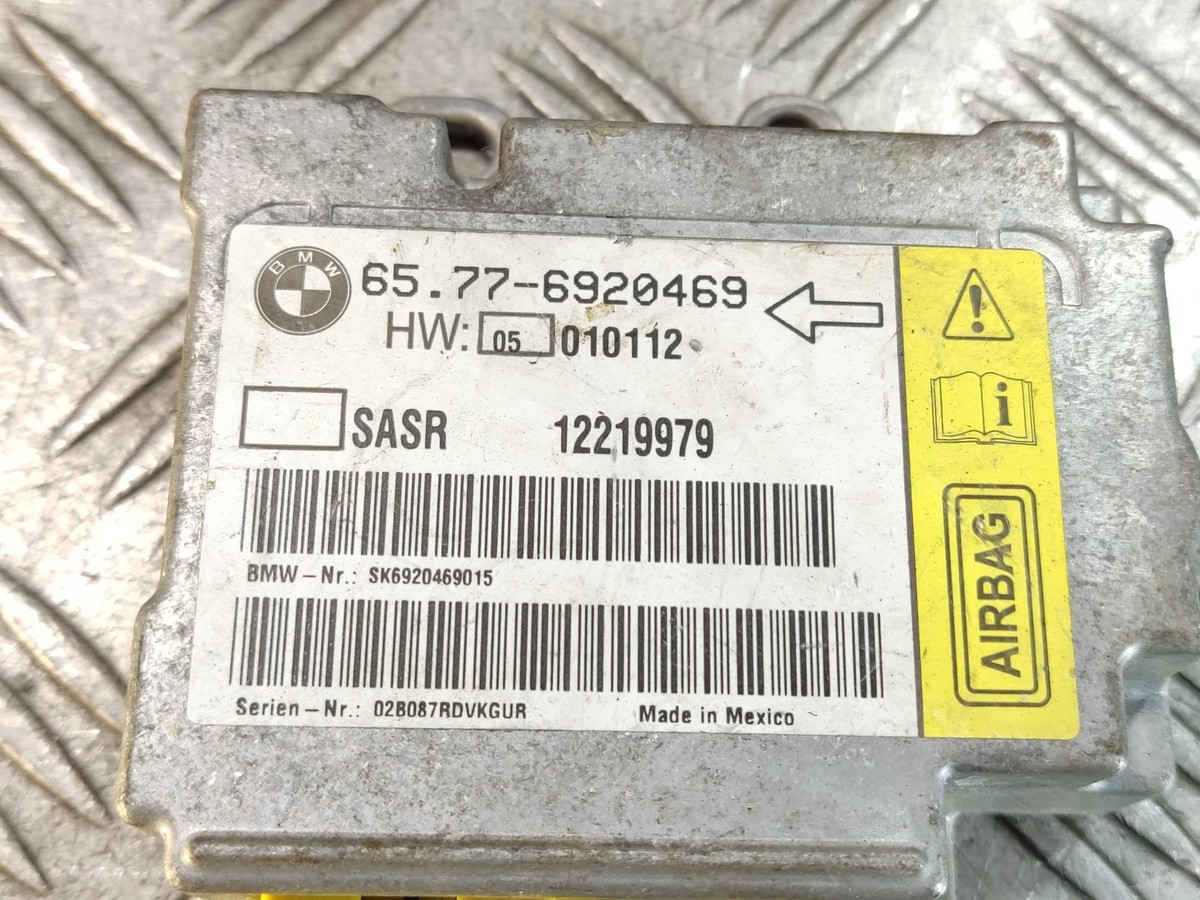 BMW
65.77-6920469
HW: 05 010112
SASR 12219979
BMW-Nr.: SK6920469015
Serien-Nr.: 02B087RDVKGUR Made in Mexico
i
AIRBAG